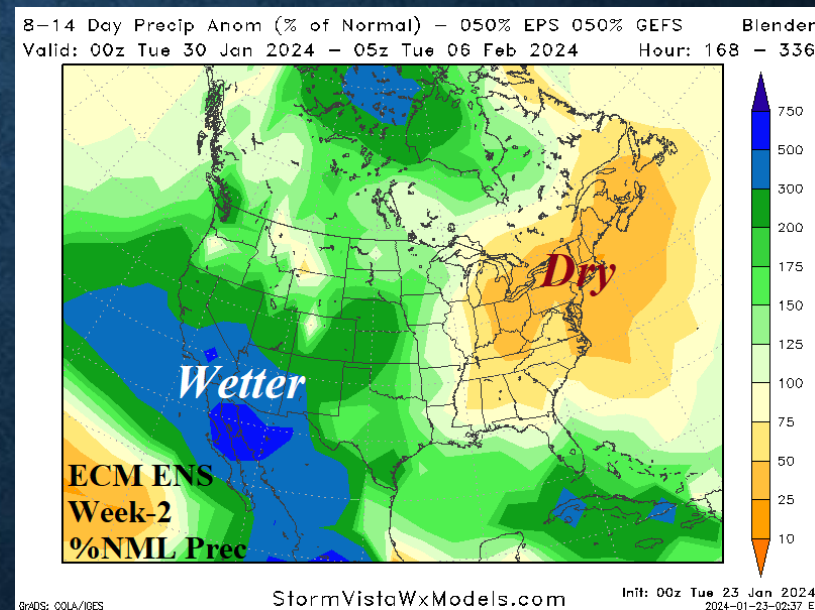 8-14 Day Precip Anom (% of Normal) - 050% EPS 050% GEFS Blender
Valid: 00z Tue 30 Jan 2024 - 05z Tue 06 Feb 2024 Hour: 168 - 336
750
500
300
200
175
150
125
100
75
50
25
10
Dry
Wetter
ECM ENS
Week-2
%NML Prec
GrADS: COLA/IGES
StormVistaWxModels.com
Init: 00z Tue 23 Jan 2024
2024-01-23-02:37 E